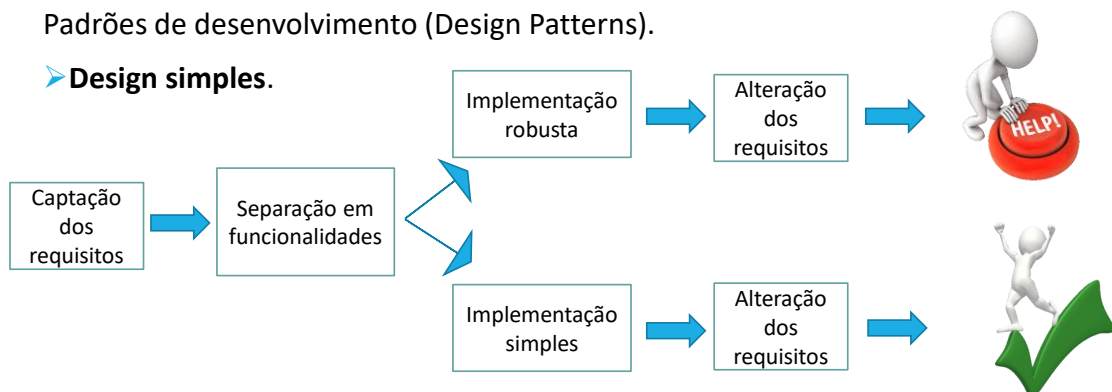 Padrões de desenvolvimento (Design Patterns).
➢Design simples.
Captação
dos
requisitos
Separação em
funcionalidades
Implementação
robusta
Alteração
dos
requisitos
HELP!
Implementação
simples
Alteração
dos
requisitos